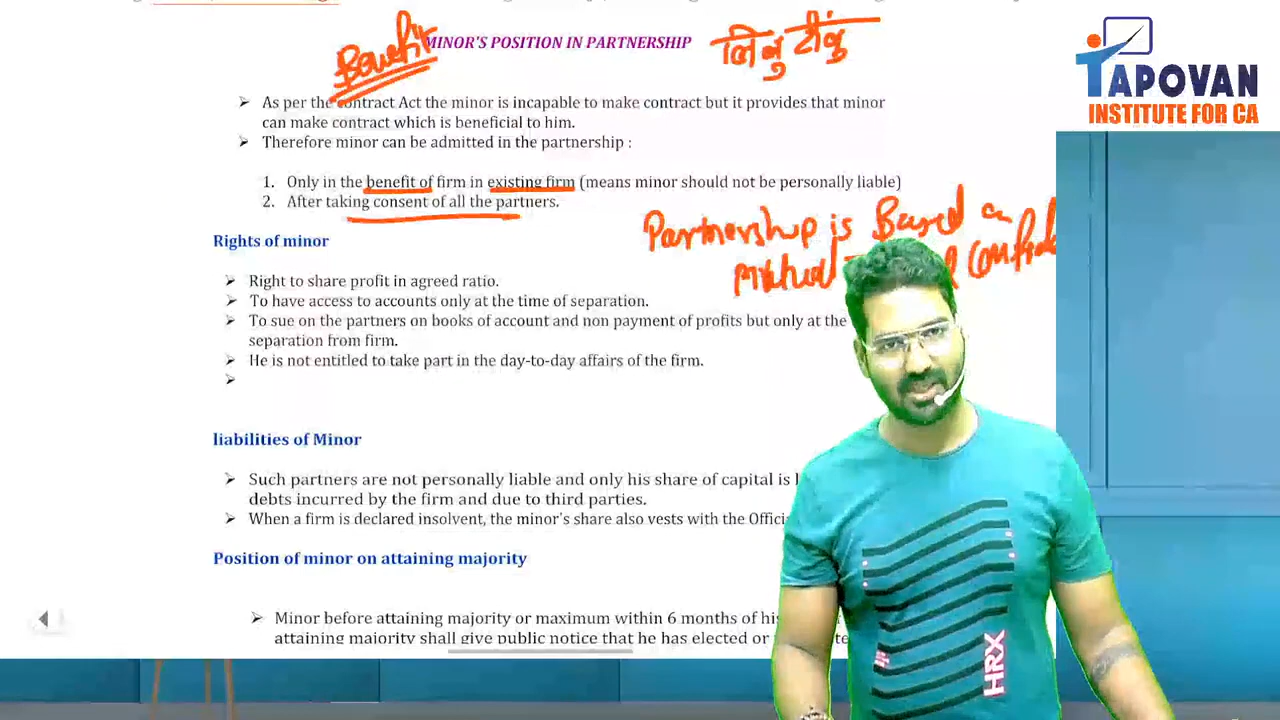 MINOR'S POSITION IN PARTNERSHIP
Benefit
TAPOVAN
INSTITUTE FOR CA
➢ As per the contract Act the minor is incapable to make contract but it provides that minor
can make contract which is beneficial to him.
➢ Therefore minor can be admitted in the partnership :
1. Only in the benefit of firm in existing firm (means minor should not be personally liable)
2. After taking consent of all the partners.
Partnership is Based on
Mutual
Rights of minor
➢ Right to share profit in agreed ratio.
➢ To have access to accounts only at the time of separation.
➢ To sue on the partners on books of account and non payment of profits but only at the
separation from firm.
➢ He is not entitled to take part in the day-to-day affairs of the firm.
➢
liabilities of Minor
➢ Such partners are not personally liable and only his share of capital is
debts incurred by the firm and due to third parties.
➢ When a firm is declared insolvent, the minor's share also vests with the
Position of minor on attaining majority
➢ Minor before attaining majority or maximum within 6 months of
attaining majority shall give public notice that he has elected or
HRX